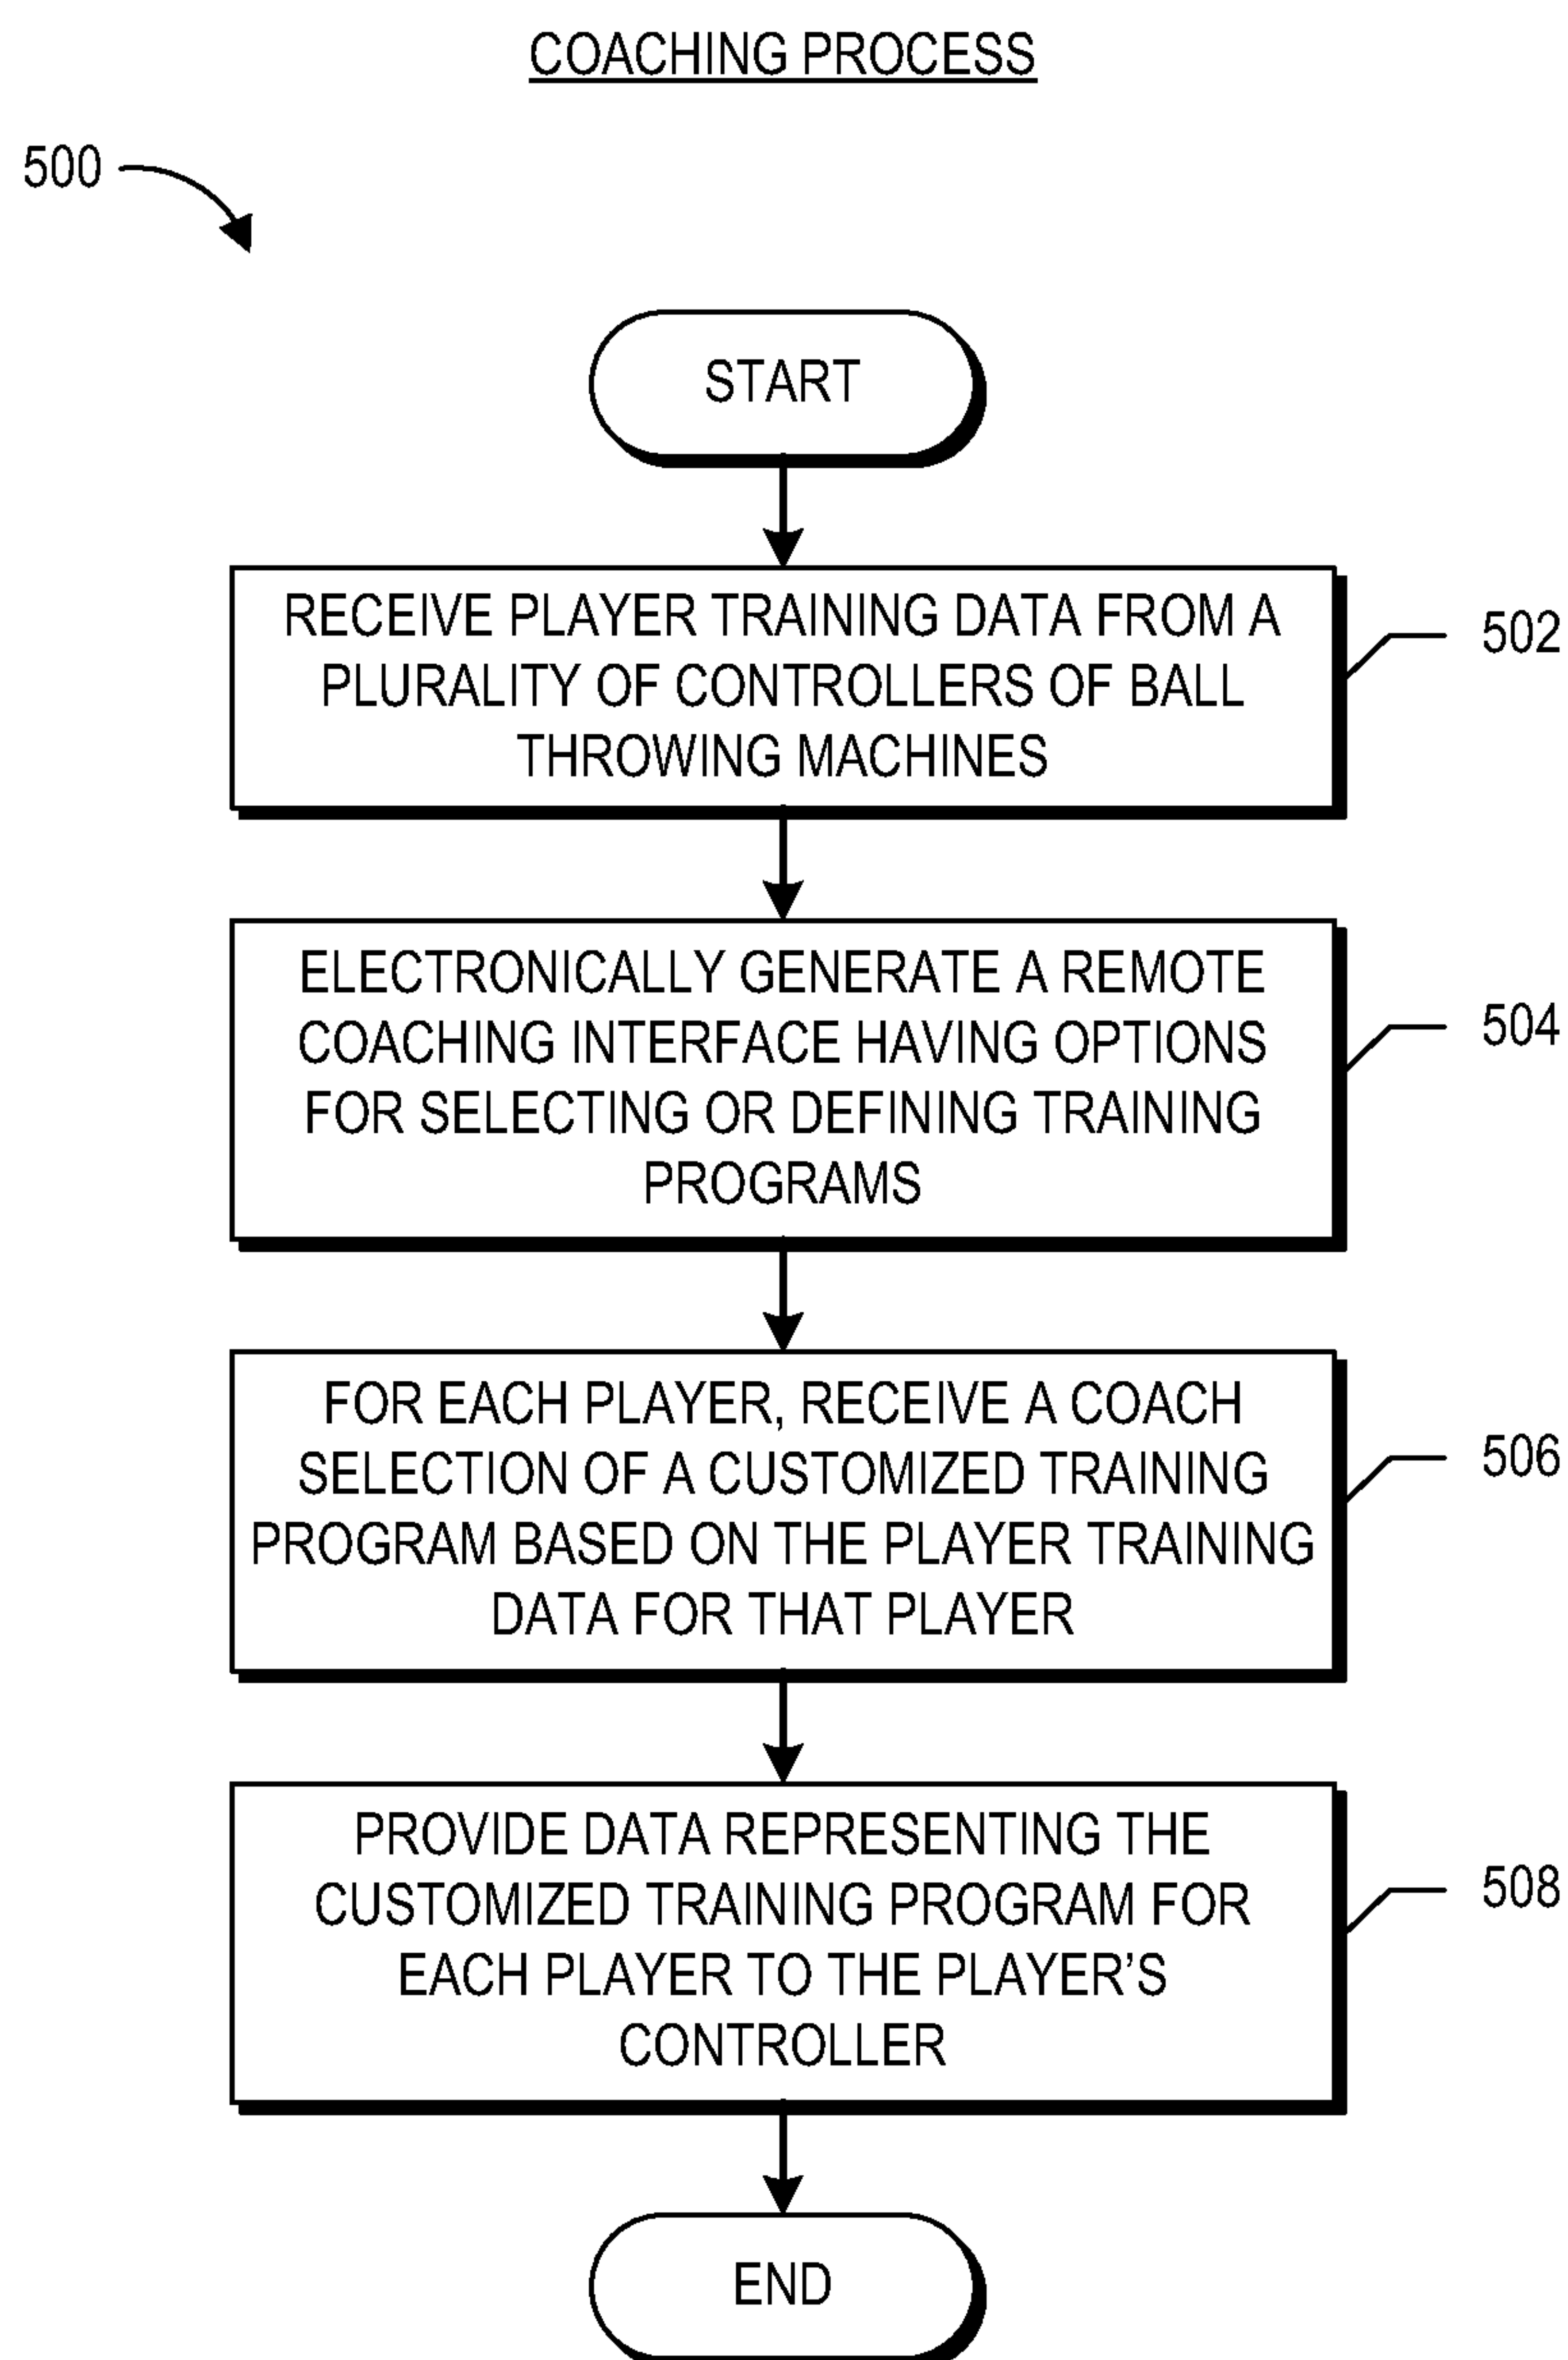 COACHING PROCESS
500
START
RECEIVE PLAYER TRAINING DATA FROM A
PLURALITY OF CONTROLLERS OF BALL
THROWING MACHINES
502
ELECTRONICALLY GENERATE A REMOTE
COACHING INTERFACE HAVING OPTIONS
FOR SELECTING OR DEFINING TRAINING
PROGRAMS
504
FOR EACH PLAYER, RECEIVE A COACH
SELECTION OF A CUSTOMIZED TRAINING
PROGRAM BASED ON THE PLAYER TRAINING
DATA FOR THAT PLAYER
506
PROVIDE DATA REPRESENTING THE
CUSTOMIZED TRAINING PROGRAM FOR
EACH PLAYER TO THE PLAYER’S
CONTROLLER
508
END